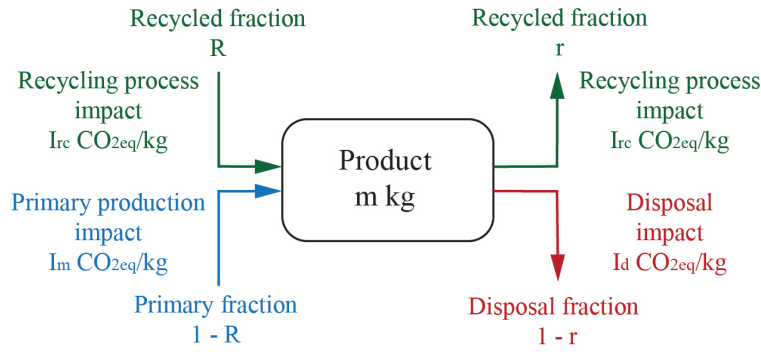 Recycled fraction
R
Recycling process
impact
Irc CO2eq/kg
Primary production
impact
Im CO2eq/kg
Primary fraction
1 - R
Product
m kg
Recycled fraction
r
Recycling process
impact
Irc CO2eq/kg
Disposal
impact
Id CO2eq/kg
Disposal fraction
1 - r